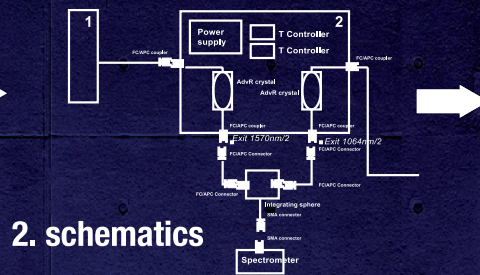 1
2
Power
supply
T Controller
T Controller
FC/APC coupler
FC/APC coupler
AdvR crystal
AdvR crystal
FC/APC coupler
FC/APC coupler
Exit 1570nm/2
Exit 1064nm/2
FC/APC Connector
FC/APC Connector
FC/APC Connector
FC/APC Connector
Integrating sphere
SMA connector
SMA connector
2. schematics
Spectrometer